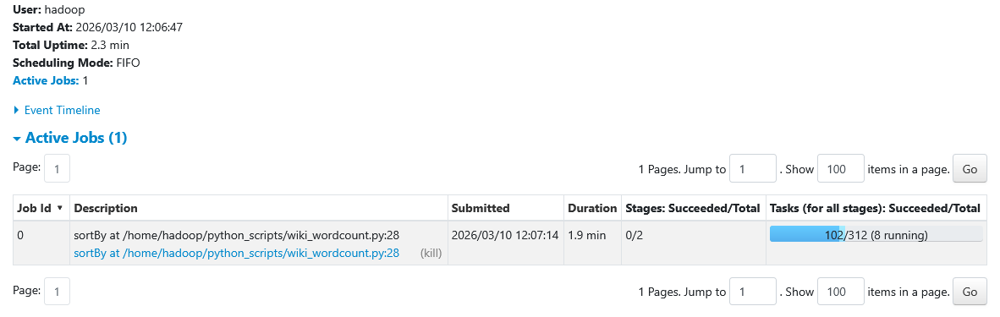 User: hadoop
Started At: 2026/03/10 12:06:47
Total Uptime: 2.3 min
Scheduling Mode: FIFO
Active Jobs: 1
Event Timeline
Active Jobs (1)
Page: 1 1 Pages. Jump to 1 . Show 100 items in a page. Go
Job Id ▾ Description Submitted Duration Stages: Succeeded/Total Tasks (for all stages): Succeeded/Total
0 sortBy at /home/hadoop/python_scripts/wiki_wordcount.py:28 2026/03/10 12:07:14 1.9 min 0/2 102/312 (8 running)
sortBy at /home/hadoop/python_scripts/wiki_wordcount.py:28 (kill)
Page: 1 1 Pages. Jump to 1 . Show 100 items in a page. Go